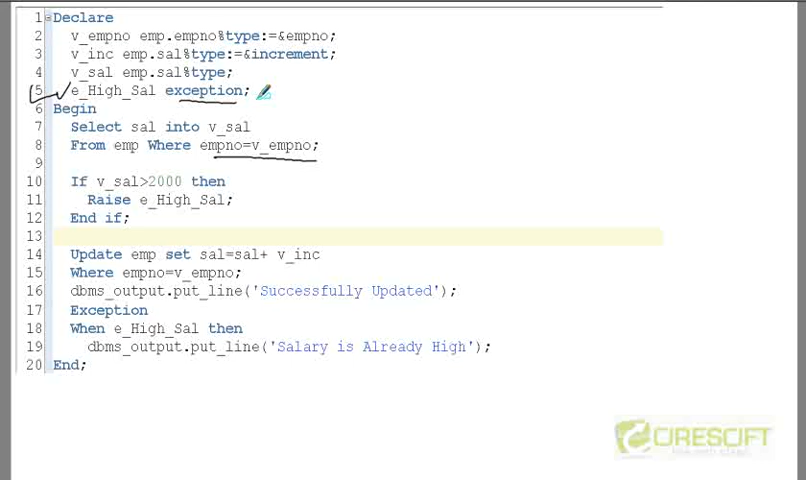 1 Declare
2 v_empno emp.empno%type:=&empno;
3 v_inc emp.sal%type:=&increment;
4 v_sal emp.sal%type;
5 e_High_Sal exception;
6 Begin
7 Select sal into v_sal
8 From emp Where empno=v_empno;
9
10 If v_sal>2000 then
11 Raise e_High_Sal;
12 End if;
13
14 Update emp set sal=sal+ v_inc
15 Where empno=v_empno;
16 dbms_output.put_line('Successfully Updated');
17 Exception
18 When e_High_Sal then
19 dbms_output.put_line('Salary is Already High');
20 End;